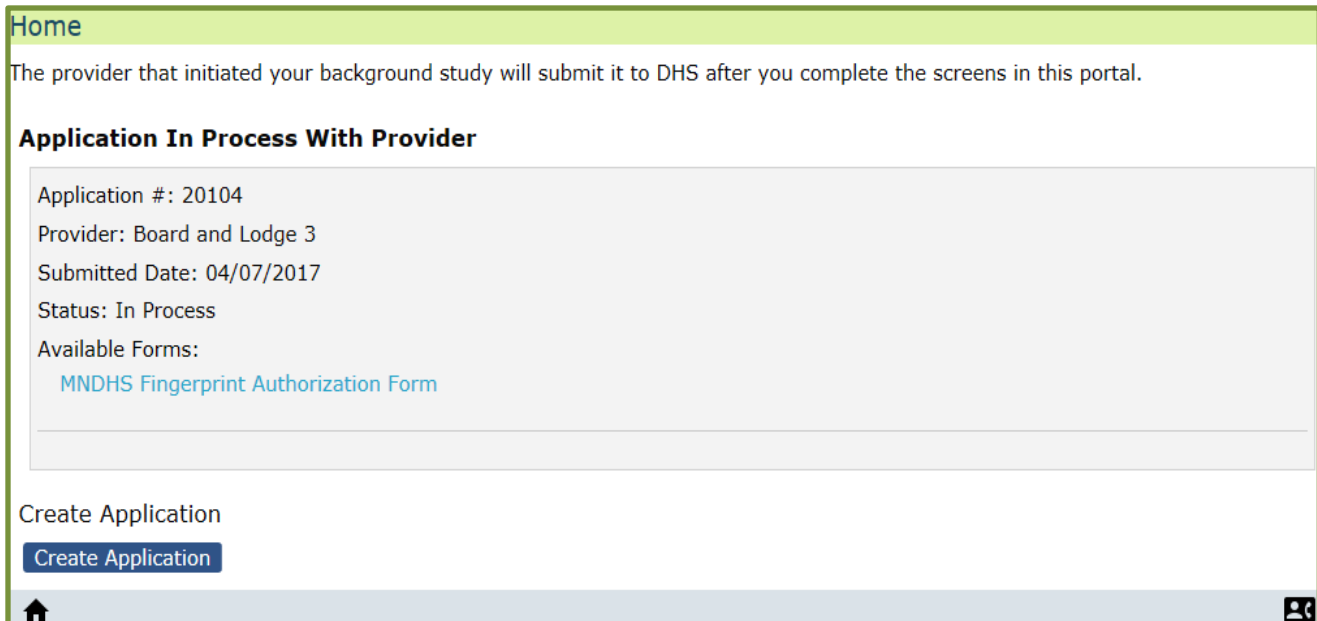 Home
The provider that initiated your background study will submit it to DHS after you complete the screens in this portal.
Application In Process With Provider
Application #: 20104
Provider: Board and Lodge 3
Submitted Date: 04/07/2017
Status: In Process
Available Forms:
MNDHS Fingerprint Authorization Form
Create Application
Create Application